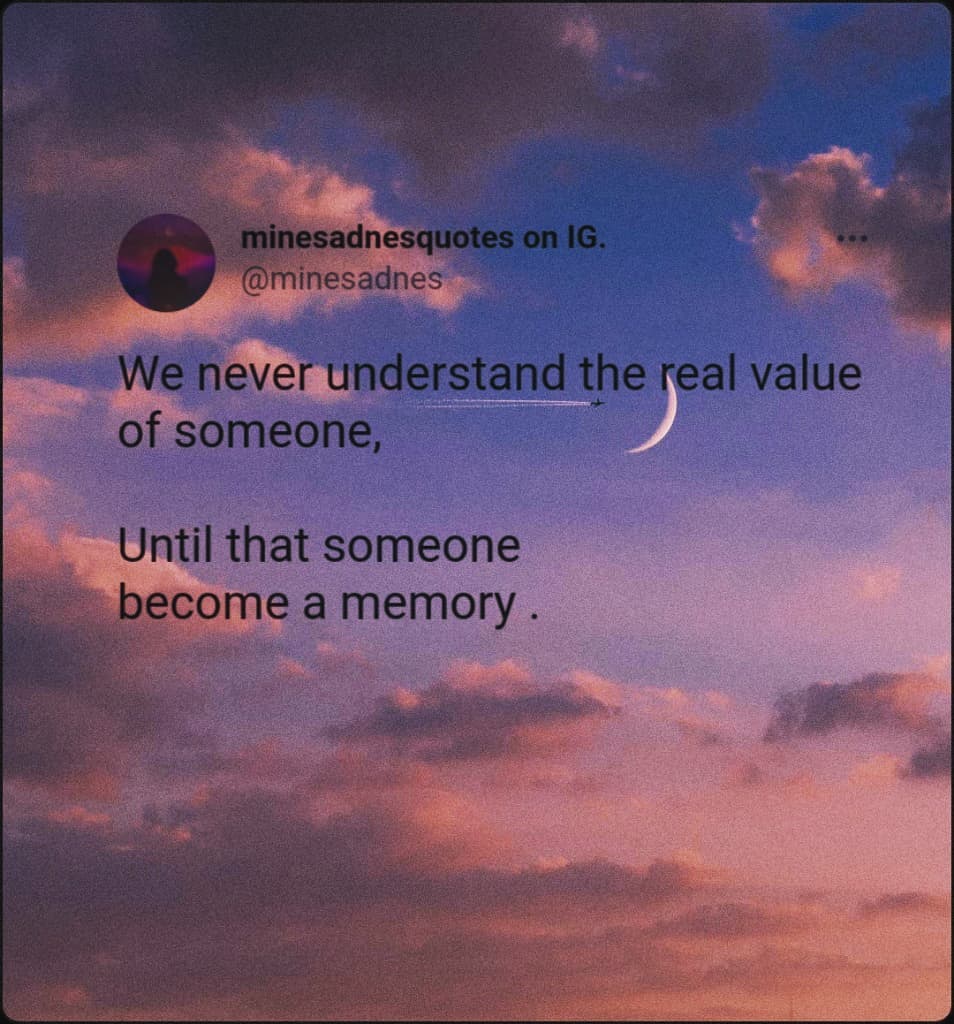 minesadnesquotes on IG.
@minesadnes
We never understand the real value
of someone,
Until that someone
become a memory .